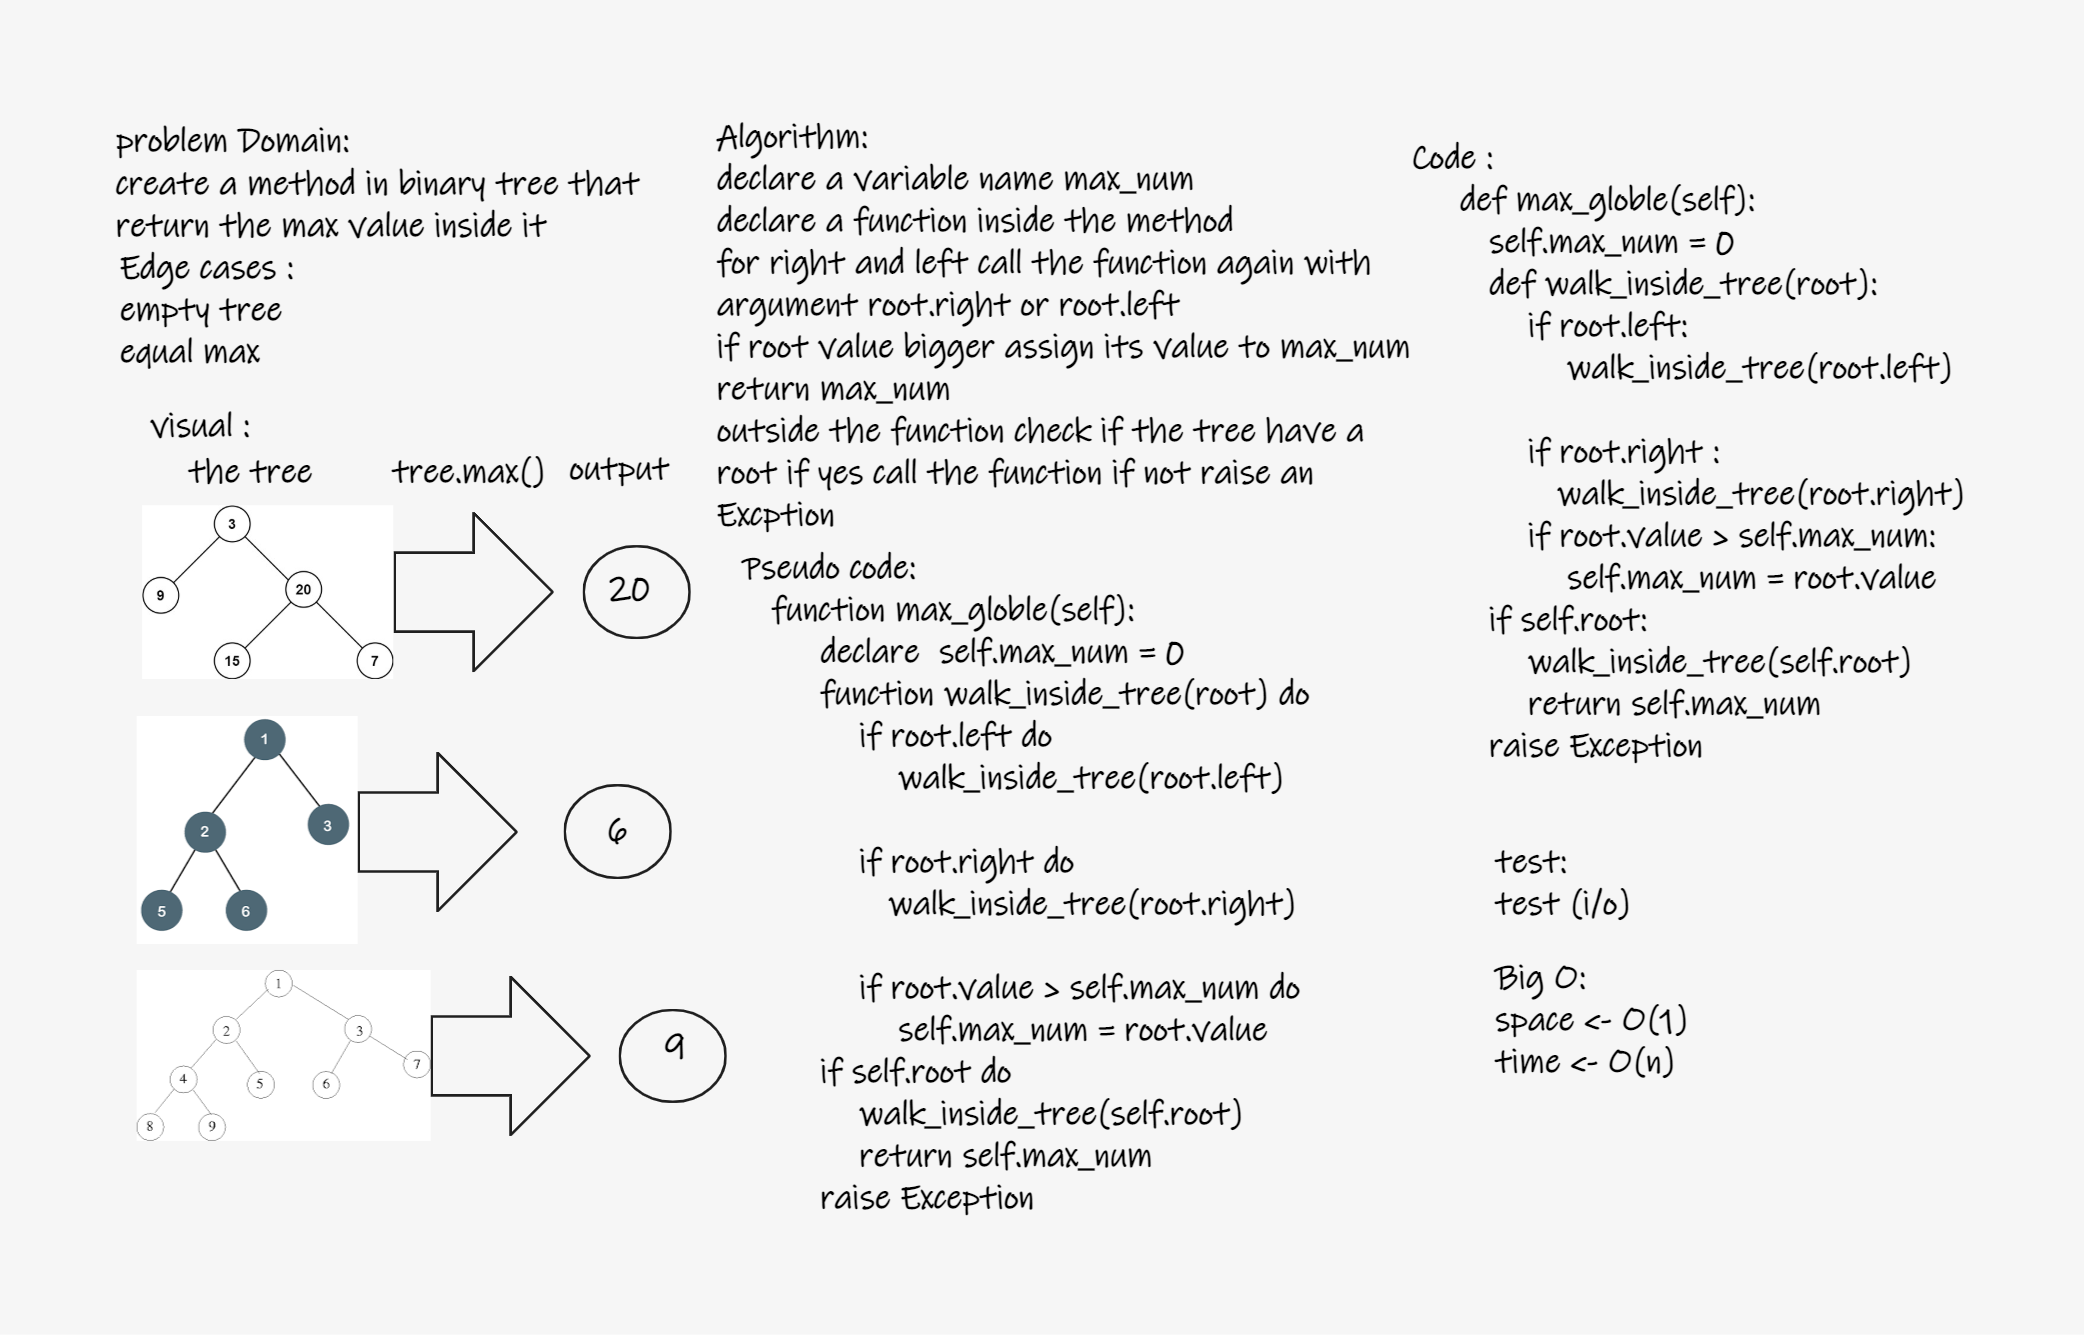 problem Domain:
create a method in binary tree that
return the max value inside it
Edge cases :
empty tree
equal max
visual :
the tree tree.max() output
3
9
20
15
7
20
1
2
3
5
6
6
1
2
3
4
5
6
7
8
9
9
Algorithm:
declare a variable name max_num
declare a function inside the method
for right and left call the function again with
argument root.right or root.left
if root value bigger assign its value to max_num
return max_num
outside the function check if the tree have a
root if yes call the function if not raise an
Excption
Pseudo code:
function max_globle(self):
declare self.max_num = 0
function walk_inside_tree(root) do
if root.left do
walk_inside_tree(root.left)
if root.right do
walk_inside_tree(root.right)
if root.value > self.max_num do
self.max_num = root.value
if self.root do
walk_inside_tree(self.root)
return self.max_num
raise Exception
Code :
def max_globle(self):
self.max_num = 0
def walk_inside_tree(root):
if root.left:
walk_inside_tree(root.left)
if root.right :
walk_inside_tree(root.right)
if root.value > self.max_num:
self.max_num = root.value
if self.root:
walk_inside_tree(self.root)
return self.max_num
raise Exception
test:
test (i/o)
Big O:
space <- O(1)
time <- O(n)